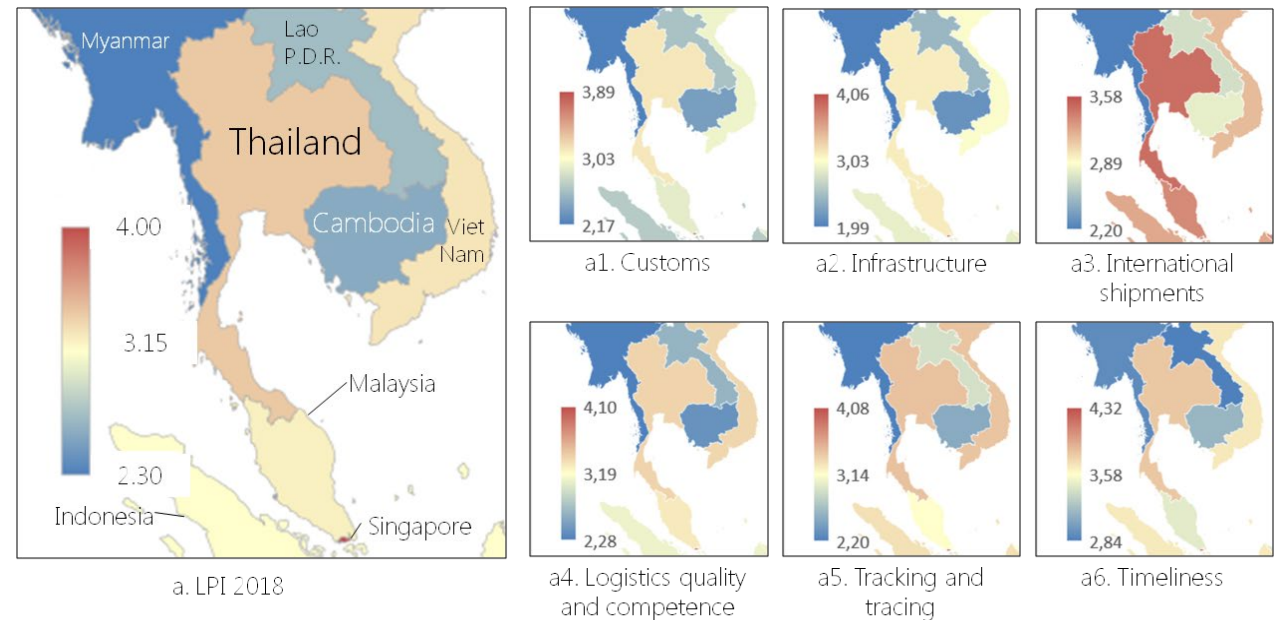 Myanmar
Lao
P.D.R.
Thailand
Cambodia
Viet
Nam
4.00
3.15
2.30
Malaysia
Indonesia
Singapore
a. LPI 2018
3,89
3,03
2,17
a1. Customs
4,06
3,03
1,99
a2. Infrastructure
3,58
2,89
2,20
a3. International
shipments
4,10
3,19
2,28
a4. Logistics quality
and competence
4,08
3,14
2,20
a5. Tracking and
tracing
4,32
3,58
2,84
a6. Timeliness